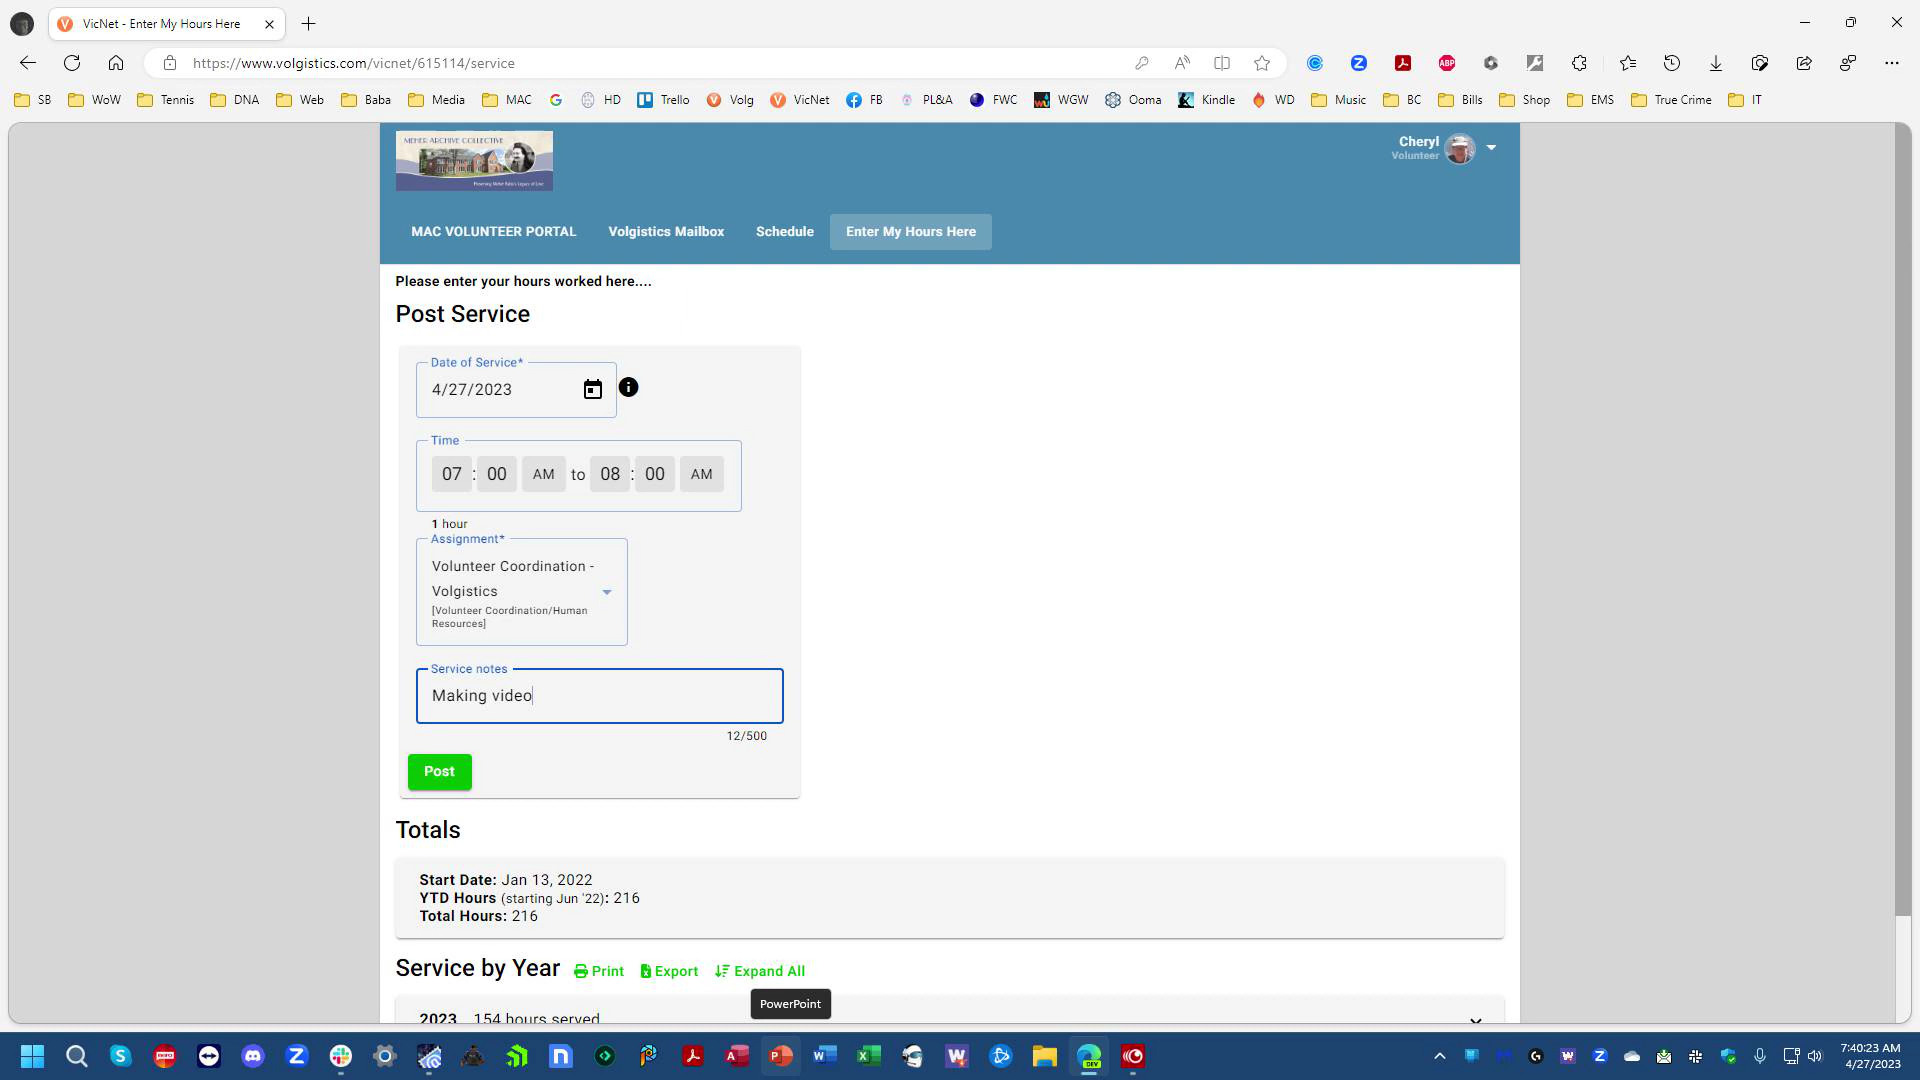 VicNet - Enter My Hours Here
https://www.volgistics.com/vicnet/615114/service
SB WoW Tennis DNA Web Baba Media MAC HD Trello Volg VicNet FB PL&A FWC WGW Ooma Kindle WD Music BC Bills Shop EMS True Crime IT
MEHER ARCHIVE COLLECTIVE
Cheryl
Volunteer
MAC VOLUNTEER PORTAL Volgistics Mailbox Schedule Enter My Hours Here
Please enter your hours worked here....
Post Service
Date of Service*
4/27/2023
Time
07 : 00 AM to 08 : 00 AM
1 hour
Assignment*
Volunteer Coordination -
Volgistics
[Volunteer Coordination/Human
Resources]
Service notes
Making video
12/500
Post
Totals
Start Date: Jan 13, 2022
YTD Hours (starting Jun '22): 216
Total Hours: 216
Service by Year Print Export Expand All
PowerPoint
2023 154 hours served
7:40:23 AM
4/27/2023